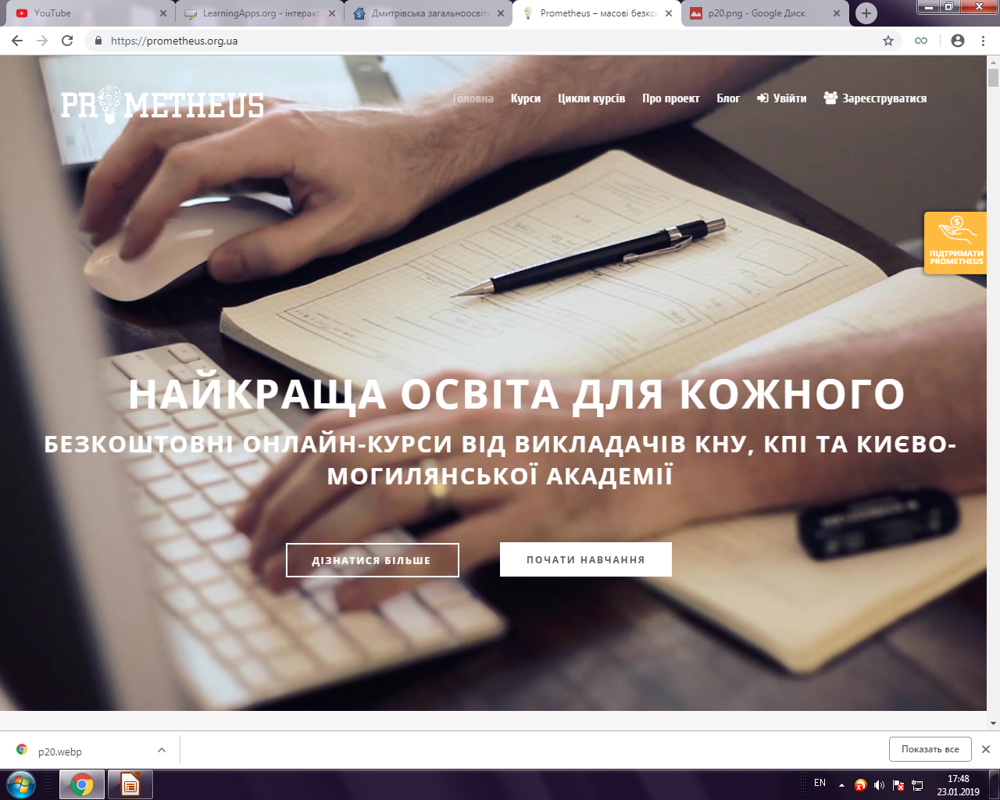 YouTube
LearningApps.org - інтеракт
Дмитрівська загальноосвіт
Prometheus – масові безко
p20.png - Google Диск
https://prometheus.org.ua
PROMETHEUS
Головна Курси Цикли курсів Про проект Блог Увійти Зареєструватися
ПІДТРИМАТИ
PROMETHEUS
НАЙКРАЩА ОСВІТА ДЛЯ КОЖНОГО
БЕЗКОШТОВНІ ОНЛАЙН-КУРСИ ВІД ВИКЛАДАЧІВ КНУ, КПІ ТА КИЄВО-
МОГИЛЯНСЬКОЇ АКАДЕМІЇ
ДІЗНАТИСЯ БІЛЬШЕ
ПОЧАТИ НАВЧАННЯ
p20.webp
Показать все
EN
17:48
23.01.2019